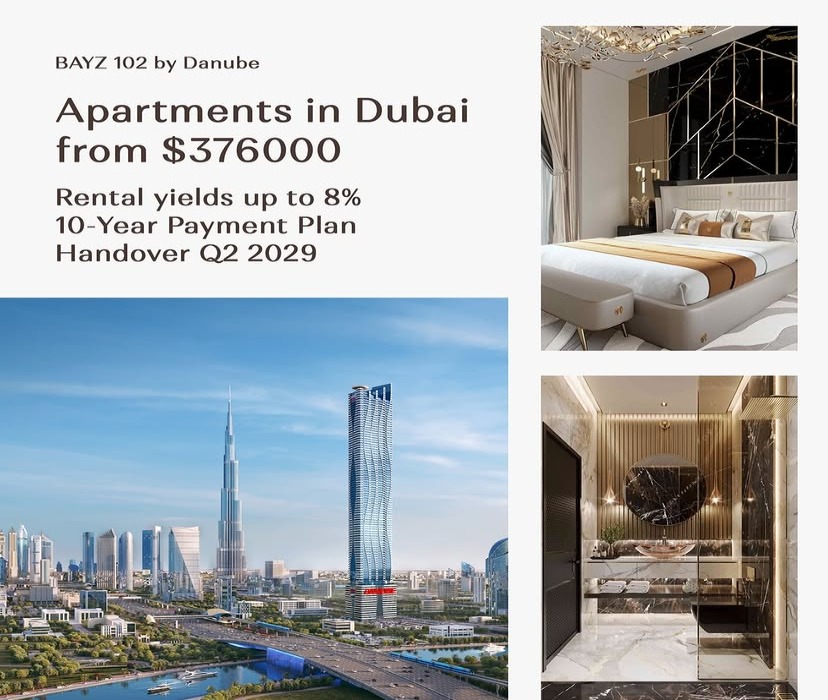 BAYZ 102 by Danube
Apartments in Dubai
from $376000
Rental yields up to 8%
10-Year Payment Plan
Handover Q2 2029